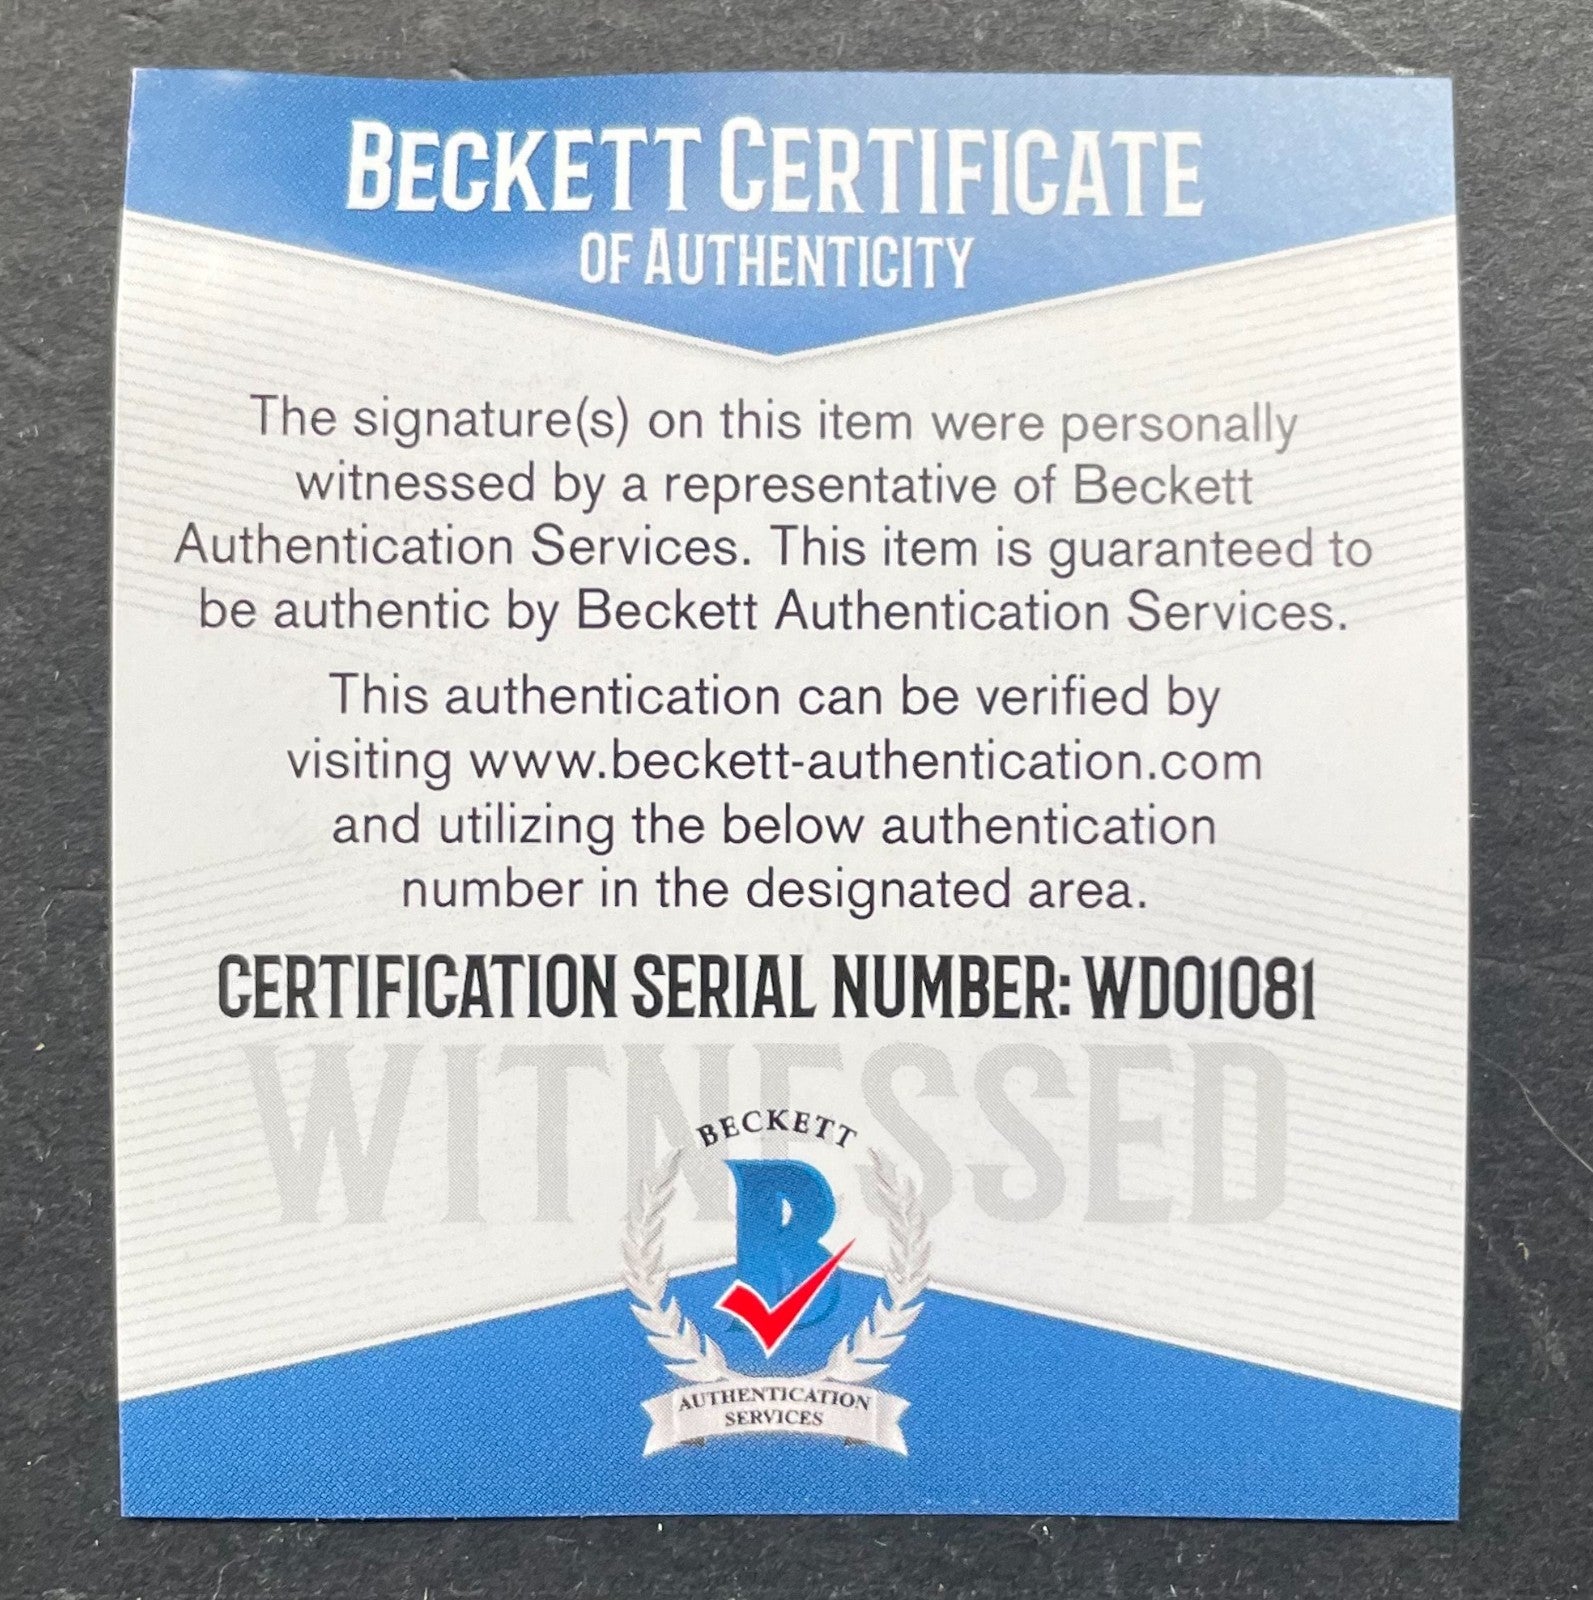 BECKETT CERTIFICATE
OF AUTHENTICITY
The signature(s) on this item were personally
witnessed by a representative of Beckett
Authentication Services. This item is guaranteed to
be authentic by Beckett Authentication Services.
This authentication can be verified by
visiting www.beckett-authentication.com
and utilizing the below authentication
number in the designated area.
CERTIFICATION SERIAL NUMBER: WD01081
WITNESSED
BECKETT
B
AUTHENTICATION
SERVICES